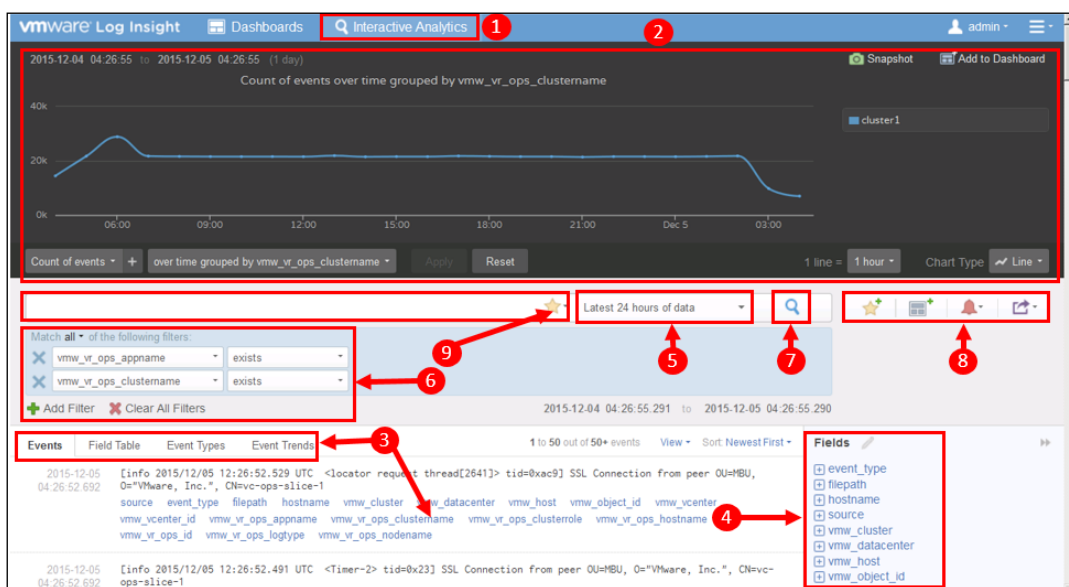 vmware Log Insight Dashboards Interactive Analytics 1 2 admin
2015-12-04 04:26:55 to 2015-12-05 04:26:55 (1 day) Snapshot Add to Dashboard
Count of events over time grouped by vmw_vr_ops_clustername
40k
cluster1
20k
0k
06:00 09:00 12:00 15:00 18:00 21:00 Dec 5 03:00
Count of events + over time grouped by vmw_vr_ops_clustername Apply Reset 1 line = 1 hour Chart Type Line
Latest 24 hours of data
Match all of the following filters:
9 5 7 8
vmw_vr_ops_appname exists
vmw_vr_ops_clustername exists
6
Add Filter Clear All Filters 2015-12-04 04:26:55.291 to 2015-12-05 04:26:55.290
Events Field Table Event Types Event Trends 3 1 to 50 out of 50+ events View Sort: Newest First Fields
2015-12-05 [info 2015/12/05 12:26:52.529 UTC <locator request thread[2641]> tid=0xac9] SSL Connection from peer OU=MBU,
04:26:52.692 O="VMware, Inc.", CN=vc-ops-slice-1
source event_type filepath hostname vmw_cluster vmw_datacenter vmw_host vmw_object_id vmw_vcenter
vmw_vcenter_id vmw_vr_ops_appname vmw_vr_ops_clustername vmw_vr_ops_clusterrole vmw_vr_ops_hostname
vmw_vr_ops_id vmw_vr_ops_logtype vmw_vr_ops_nodename
4
event_type
filepath
hostname
source
vmw_cluster
vmw_datacenter
vmw_host
vmw_object_id
2015-12-05 [info 2015/12/05 12:26:52.491 UTC <Timer-2> tid=0x23] SSL Connection from peer OU=MBU, O="VMware, Inc.", CN=vc-
04:26:52.692 ops-slice-1